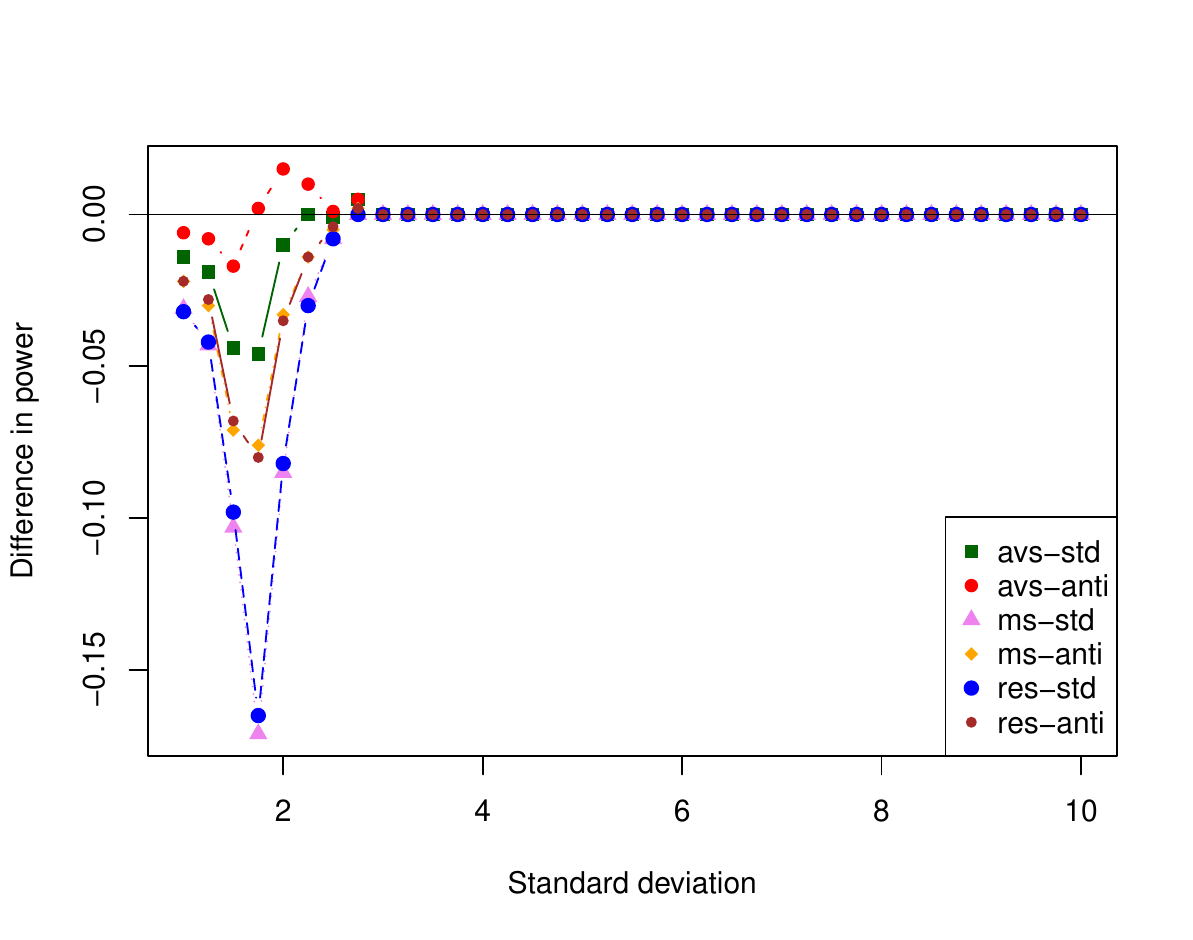 0.00
−0.05
−0.10
−0.15
Difference in power
2 4 6 8 10
Standard deviation
avs−std
avs−anti
ms−std
ms−anti
res−std
res−anti